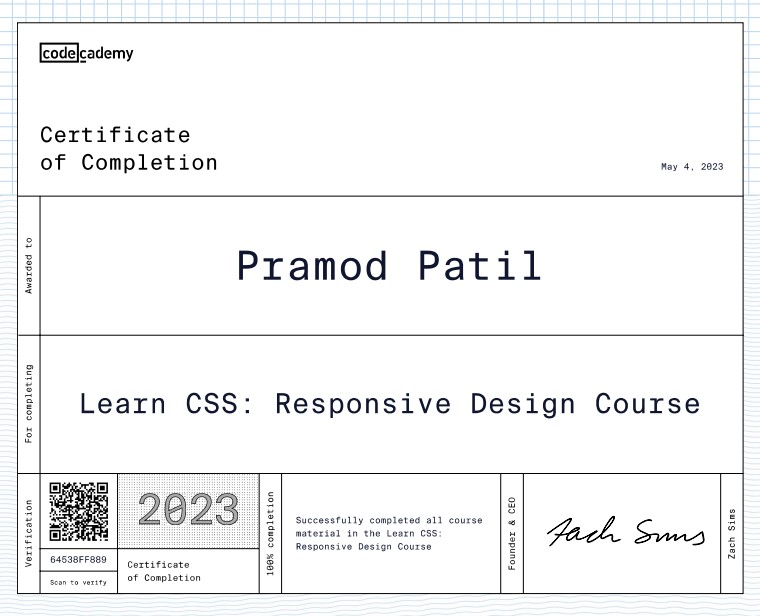 codecademy
Certificate
of Completion
May 4, 2023
Awarded to
Pramod Patil
For completing
Learn CSS: Responsive Design Course
Verification
64538FF889
Scan to verify
2023
Certificate
of Completion
100% completion
Successfully completed all course
material in the Learn CSS:
Responsive Design Course
Founder & CEO
Zach Sims
Zach Sims